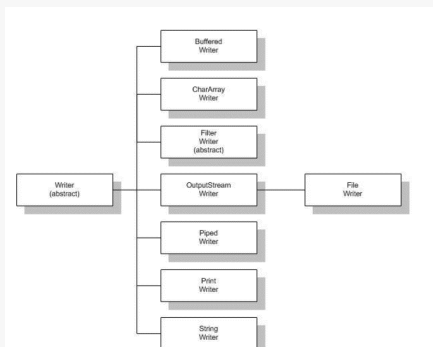 Buffered
Writer
CharArray
Writer
Filter
Writer
(abstract)
Writer
(abstract)
OutputStream
Writer
File
Writer
Piped
Writer
Print
Writer
String
Writer